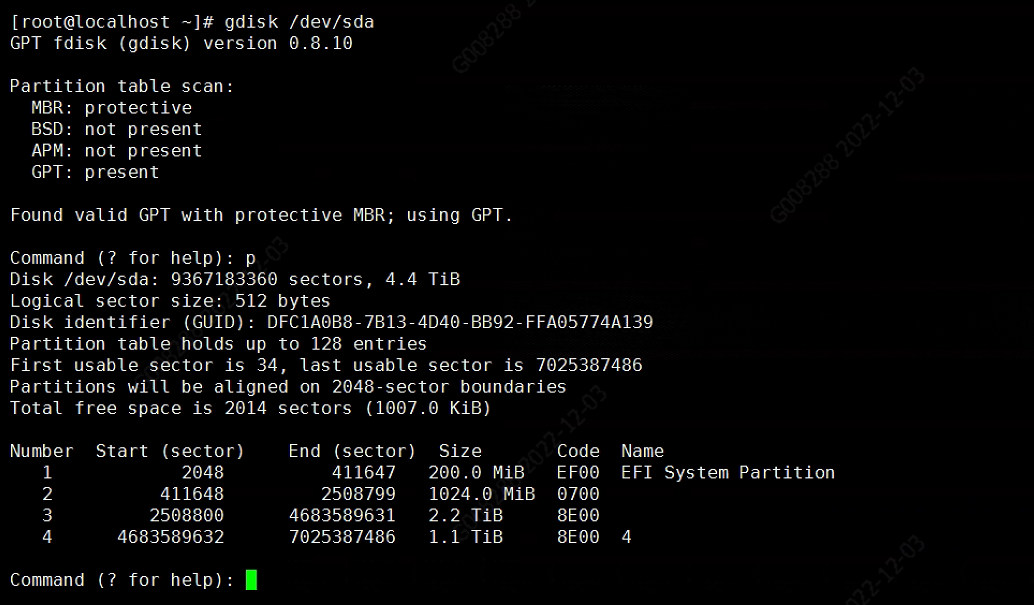 [root@localhost ~]# gdisk /dev/sda
GPT fdisk (gdisk) version 0.8.10
Partition table scan:
MBR: protective
BSD: not present
APM: not present
GPT: present
Found valid GPT with protective MBR; using GPT.
Command (? for help): p
Disk /dev/sda: 9367183360 sectors, 4.4 TiB
Logical sector size: 512 bytes
Disk identifier (GUID): DFC1A0B8-7B13-4D40-BB92-FFA05774A139
Partition table holds up to 128 entries
First usable sector is 34, last usable sector is 7025387486
Partitions will be aligned on 2048-sector boundaries
Total free space is 2014 sectors (1007.0 KiB)
Number  Start (sector)    End (sector)  Size       Code  Name
1            2048          411647   200.0 MiB   EF00  EFI System Partition
2          411648         2508799   1024.0 MiB  0700
3         2508800      4683589631   2.2 TiB     8E00
4      4683589632      7025387486   1.1 TiB     8E00  4
Command (? for help):
G008288 2022-12-03